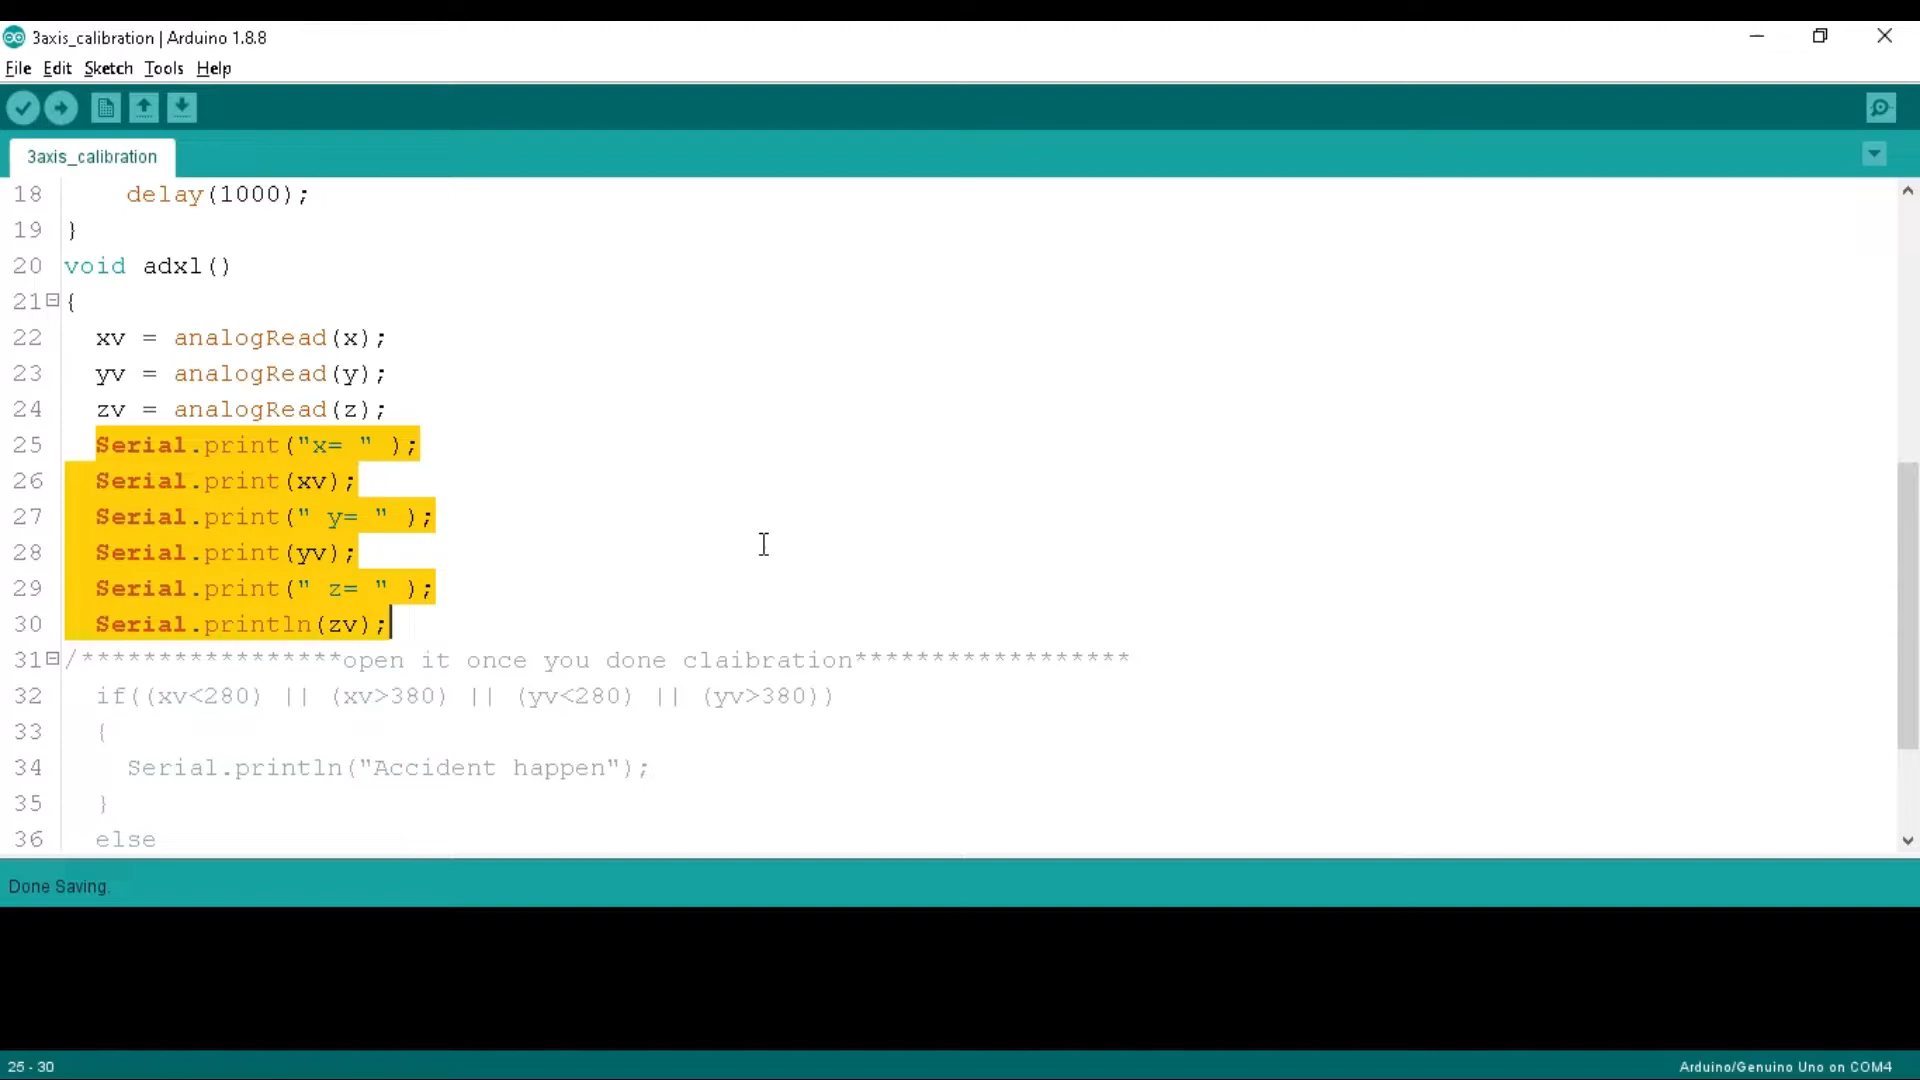 3axis_calibration | Arduino 1.8.8
File Edit Sketch Tools Help
3axis_calibration
18 delay(1000);
19 }
20 void adxl()
21 {
22 xv = analogRead(x);
23 yv = analogRead(y);
24 zv = analogRead(z);
25 Serial.print("x= " );
26 Serial.print(xv);
27 Serial.print(" y= " );
28 Serial.print(yv);
29 Serial.print(" z= " );
30 Serial.println(zv);
31 /*****************open it once you done claibration******************
32 if((xv<280) || (xv>380) || (yv<280) || (yv>380))
33 {
34 Serial.println("Accident happen");
35 }
36 else
Done Saving.
25 - 30
Arduino/Genuino Uno on COM4